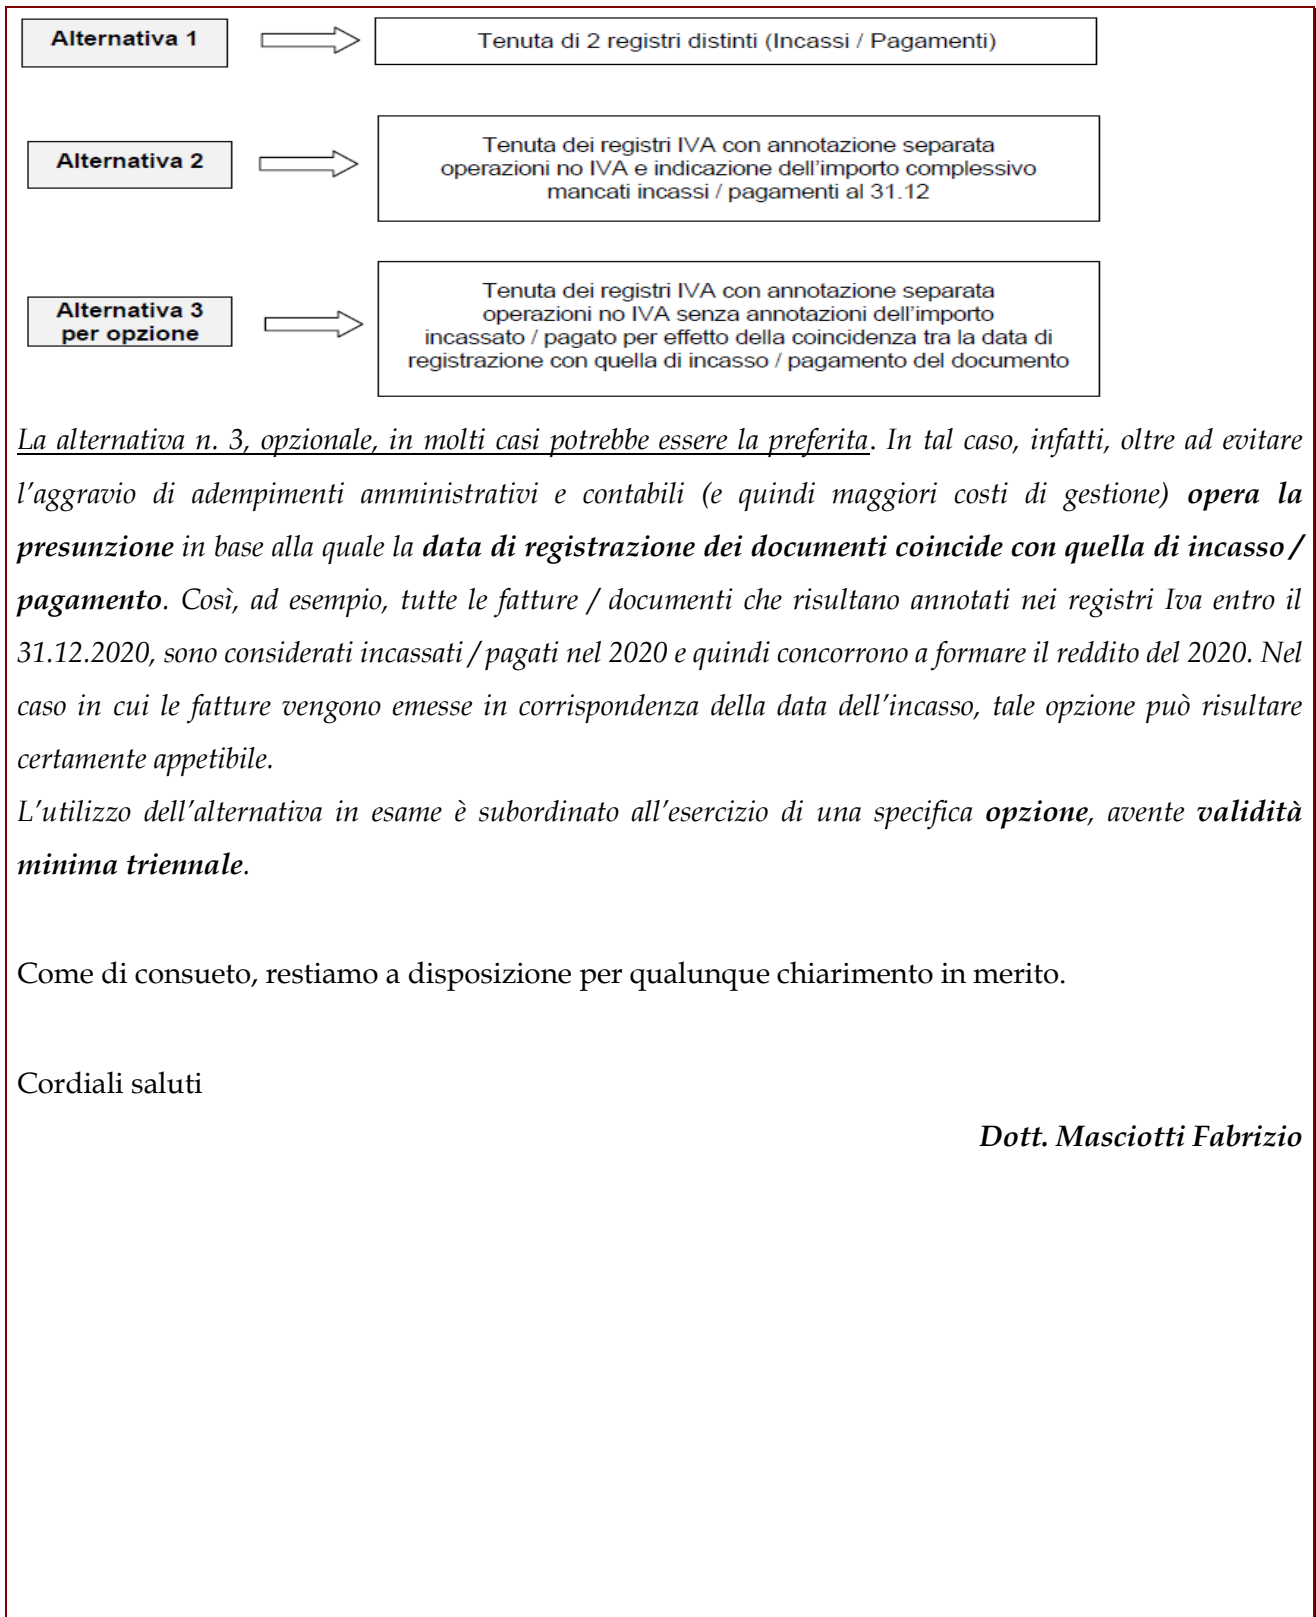 Alternativa 1
Tenuta di 2 registri distinti (Incassi / Pagamenti)
Alternativa 2
Tenuta dei registri IVA con annotazione separata
operazioni no IVA e indicazione dell'importo complessivo
mancati incassi / pagamenti al 31.12
Alternativa 3
per opzione
Tenuta dei registri IVA con annotazione separata
operazioni no IVA senza annotazioni dell'importo
incassato / pagato per effetto della coincidenza tra la data di
registrazione con quella di incasso / pagamento del documento
La alternativa n. 3, opzionale, in molti casi potrebbe essere la preferita. In tal caso, infatti, oltre ad evitare
l'aggravio di adempimenti amministrativi e contabili (e quindi maggiori costi di gestione) opera la
presunzione in base alla quale la data di registrazione dei documenti coincide con quella di incasso /
pagamento. Così, ad esempio, tutte le fatture / documenti che risultano annotati nei registri Iva entro il
31.12.2020, sono considerati incassati / pagati nel 2020 e quindi concorrono a formare il reddito del 2020. Nel
caso in cui le fatture vengono emesse in corrispondenza della data dell'incasso, tale opzione può risultare
certamente appetibile.
L'utilizzo dell'alternativa in esame è subordinato all'esercizio di una specifica opzione, avente validità
minima triennale.
Come di consueto, restiamo a disposizione per qualunque chiarimento in merito.
Cordiali saluti
Dott. Masciotti Fabrizio